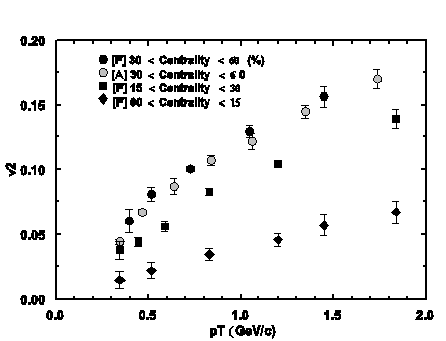 0.20
0.15
0.10
0.05
0.00
v2
[P] 30 < Centrality < 60 (%)
[A] 30 < Centrality < 60
[P] 15 < Centrality < 30
[P] 00 < Centrality < 15
0.0 0.5 1.0 1.5 2.0
pT (GeV/c)